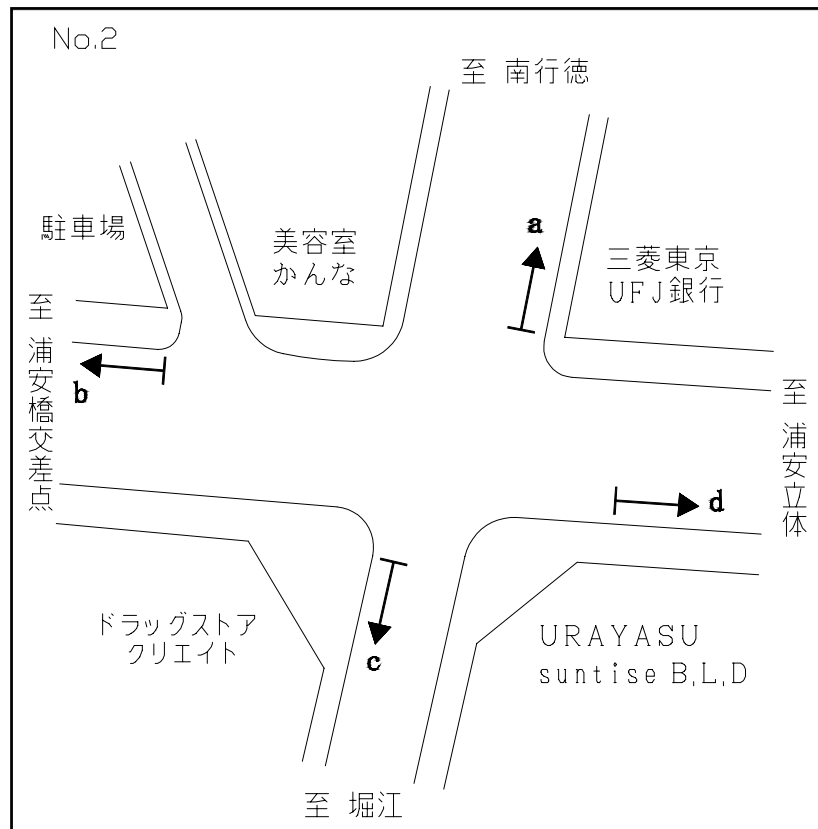 No.2
至 南行徳
駐車場
美容室
かんな
a
三菱東京
UFJ銀行
至 浦安橋交差点
b
至 浦安立体
d
ドラッグストア
クリエイト
c
URAYASU
suntise B,L,D
至 堀江